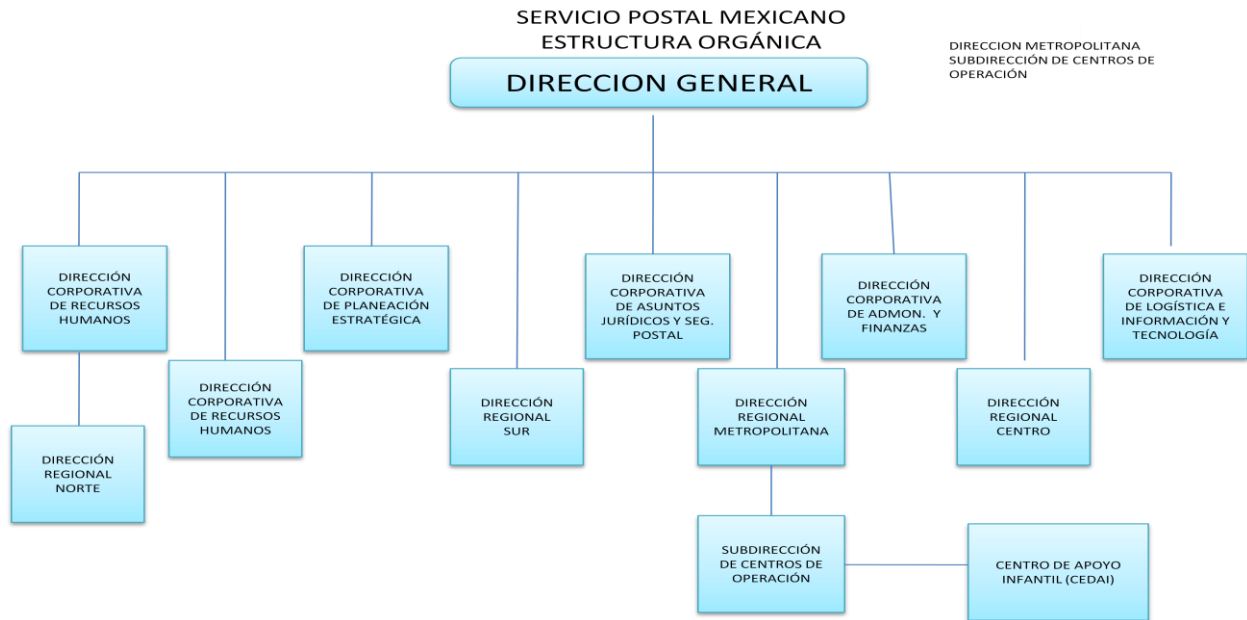 SERVICIO POSTAL MEXICANO
ESTRUCTURA ORGÁNICA
DIRECCION METROPOLITANA
SUBDIRECCIÓN DE CENTROS DE
OPERACIÓN
DIRECCION GENERAL
DIRECCIÓN
CORPORATIVA
DE RECURSOS
HUMANOS
DIRECCIÓN
CORPORATIVA
DE PLANEACIÓN
ESTRATÉGICA
DIRECCIÓN
CORPORATIVA
DE ASUNTOS
JURÍDICOS Y SEG.
POSTAL
DIRECCIÓN
CORPORATIVA
DE ADMON. Y
FINANZAS
DIRECCIÓN
CORPORATIVA
DE LOGÍSTICA E
INFORMACIÓN Y
TECNOLOGÍA
DIRECCIÓN
CORPORATIVA
DE RECURSOS
HUMANOS
DIRECCIÓN
REGIONAL
SUR
DIRECCIÓN
REGIONAL
METROPOLITANA
DIRECCIÓN
REGIONAL
CENTRO
DIRECCIÓN
REGIONAL
NORTE
SUBDIRECCIÓN
DE CENTROS DE
OPERACIÓN
CENTRO DE APOYO
INFANTIL (CEDAI)